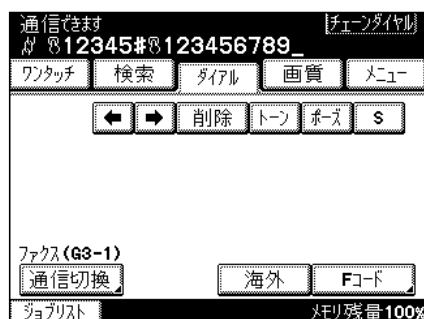 通信できます ﾁｪｰﾝﾀﾞｲﾔﾙ
12345# 123456789_
ﾜﾝﾀｯﾁ 検索 ﾀﾞｲｱﾙ 画質 ﾒﾆｭｰ
← → 削除 ﾄｰﾝ ﾎﾟｰｽﾞ S
ﾌｧｸｽ(G3-1)
通信切換 海外 Fｺｰﾄﾞ
ｼﾞｮﾌﾞﾘｽﾄ ﾒﾓﾘ残量100%